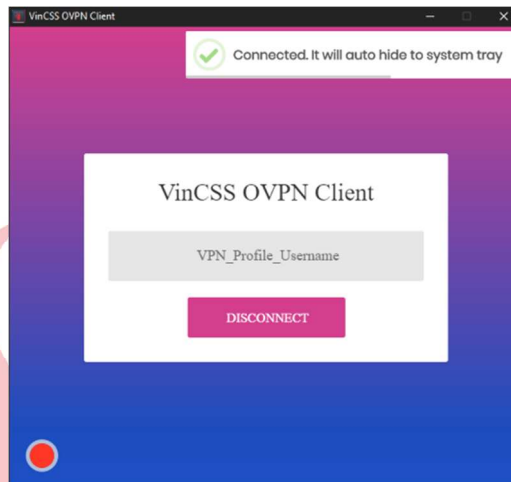 VinCSS OVPN Client
Connected. It will auto hide to system tray
VinCSS OVPN Client
VPN_Profile_Username
DISCONNECT